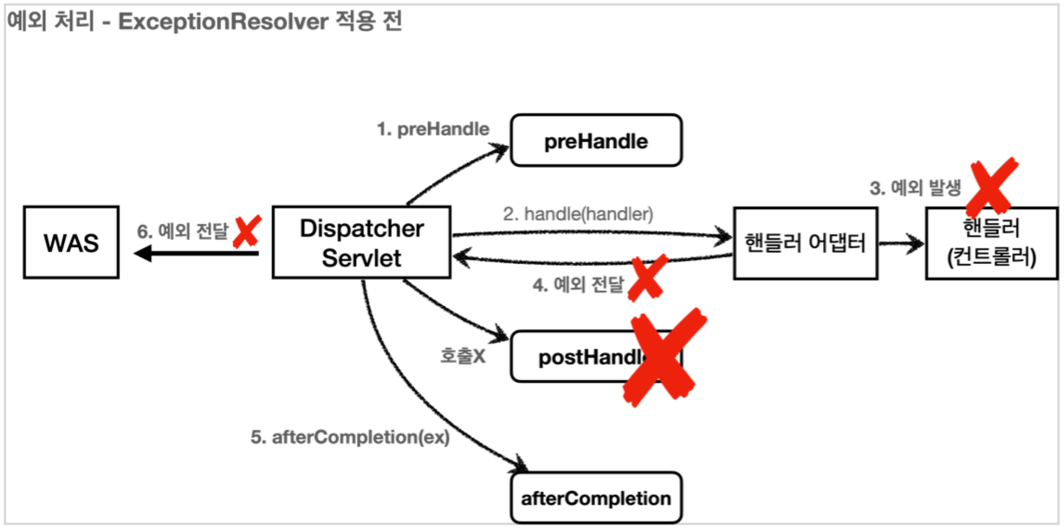 예외 처리 - ExceptionResolver 적용 전
1. preHandle
preHandle
3. 예외 발생
WAS
6. 예외 전달
Dispatcher
Servlet
2. handle(handler)
4. 예외 전달
핸들러 어댑터
핸들러
(컨트롤러)
호출X
postHandle
5. afterCompletion(ex)
afterCompletion